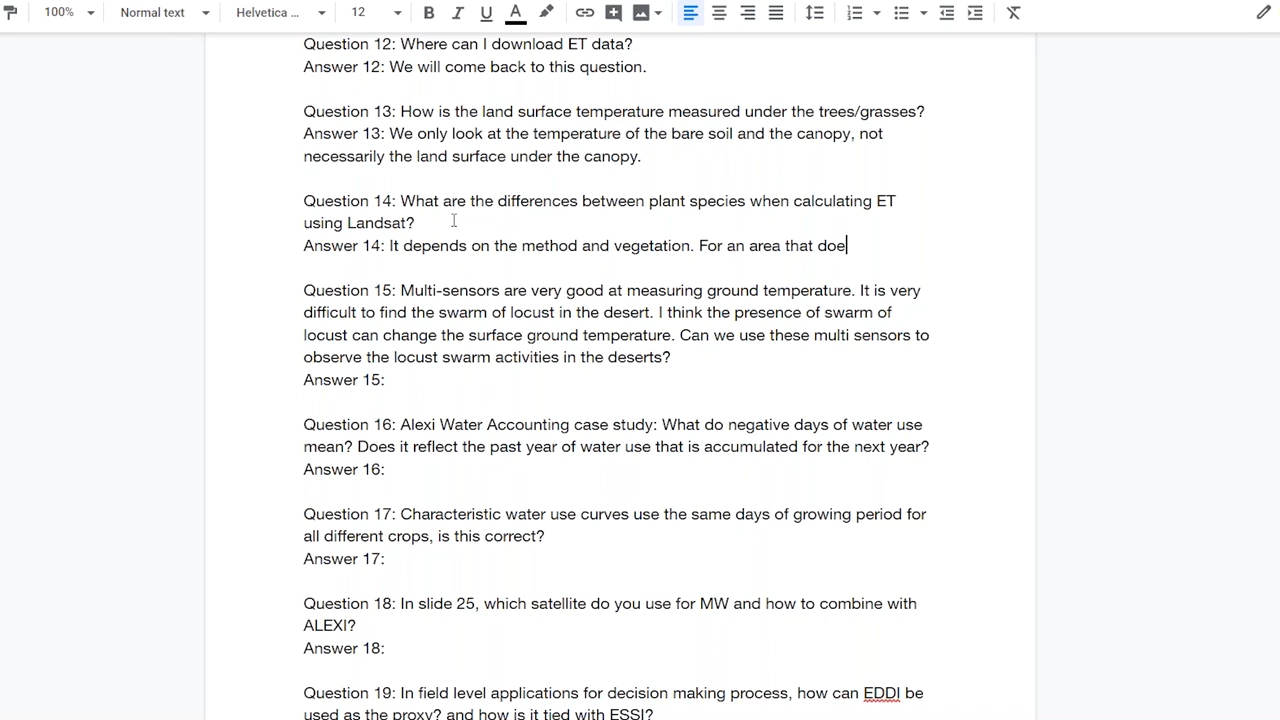 100% Normal text Helvetica ... 12 B I U A
Question 12: Where can I download ET data?
Answer 12: We will come back to this question.
Question 13: How is the land surface temperature measured under the trees/grasses?
Answer 13: We only look at the temperature of the bare soil and the canopy, not
necessarily the land surface under the canopy.
Question 14: What are the differences between plant species when calculating ET
using Landsat?
Answer 14: It depends on the method and vegetation. For an area that doe
Question 15: Multi-sensors are very good at measuring ground temperature. It is very
difficult to find the swarm of locust in the desert. I think the presence of swarm of
locust can change the surface ground temperature. Can we use these multi sensors to
observe the locust swarm activities in the deserts?
Answer 15:
Question 16: Alexi Water Accounting case study: What do negative days of water use
mean? Does it reflect the past year of water use that is accumulated for the next year?
Answer 16:
Question 17: Characteristic water use curves use the same days of growing period for
all different crops, is this correct?
Answer 17:
Question 18: In slide 25, which satellite do you use for MW and how to combine with
ALEXI?
Answer 18:
Question 19: In field level applications for decision making process, how can EDDI be
used as the proxy? and how is it tied with ESSI?